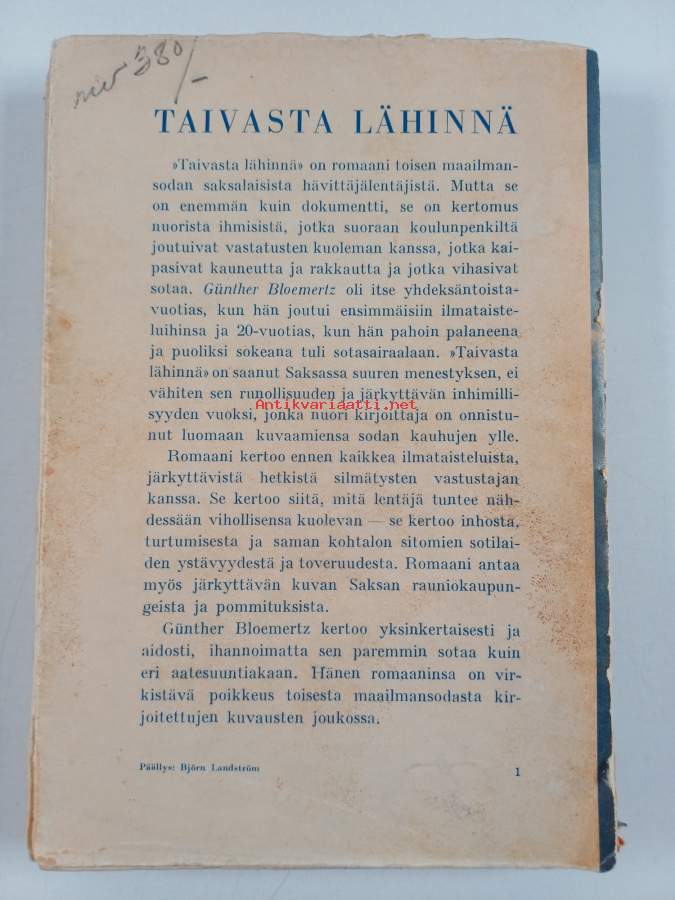 380/-
TAIVASTA LÄHINNÄ
»Taivasta lähinnä» on romaani toisen maailman-
sodan saksalaisista hävittäjälentäjistä. Mutta se
on enemmän kuin dokumentti, se on kertomus
nuorista ihmisistä, jotka suoraan koulunpenkiltä
joutuivat vastatusten kuoleman kanssa, jotka kai-
pasivat kauneutta ja rakkautta ja jotka vihasivat
sotaa. Günther Bloemertz oli itse yhdeksäntoista-
vuotias, kun hän joutui ensimmäisiin ilmataiste-
luihinsa ja 20-vuotias, kun hän pahoin palaneena
ja puoliksi sokeana tuli sotasairaalaan. »Taivasta
lähinnä» on saanut Saksassa suuren menestyksen, ei
vähiten sen runollisuuden ja järkyttävän inhimilli-
Antikvariaatti.net
syyden vuoksi, jonka nuori kirjoittaja on onnistu-
nut luomaan kuvaamiensa sodan kauhujen ylle.
Romaani kertoo ennen kaikkea ilmataisteluista,
järkyttävistä hetkistä silmätysten vastustajan
kanssa. Se kertoo siitä, mitä lentäjä tuntee näh-
dessään vihollisensa kuolevan — se kertoo inhosta,
turtumisesta ja saman kohtalon sitomien sotilai-
den ystävyydestä ja toveruudesta. Romaani antaa
myös järkyttävän kuvan Saksan rauniokaupun-
geista ja pommituksista.
Günther Bloemertz kertoo yksinkertaisesti ja
aidosti, ihannoimatta sen paremmin sotaa kuin
eri aatesuuntiakaan. Hänen romaaninsa on vir-
kistävä poikkeus toisesta maailmansodasta kir-
joitettujen kuvausten joukossa.
Päällys: Björn Landström 1